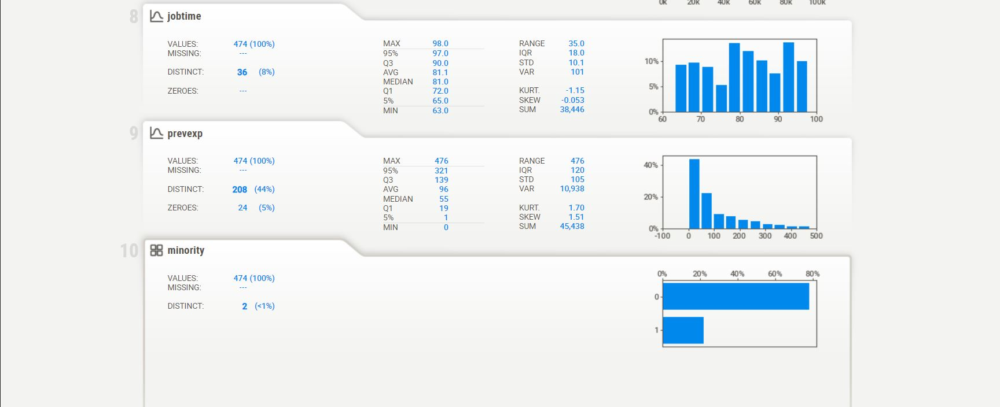 0k 20k 40k 60k 80k 100k
8 jobtime
VALUES: 474 (100%)
MISSING: ---
DISTINCT: 36 (8%)
ZEROES: ---
MAX 98.0
95% 97.0
Q3 90.0
AVG 81.1
MEDIAN 81.0
Q1 72.0
5% 65.0
MIN 63.0
RANGE 35.0
IQR 18.0
STD 10.1
VAR 101
KURT. -1.15
SKEW -0.053
SUM 38,446
10%
5%
0%
60 70 80 90 100
9 prevexp
VALUES: 474 (100%)
MISSING: ---
DISTINCT: 208 (44%)
ZEROES: 24 (5%)
MAX 476
95% 321
Q3 139
AVG 96
MEDIAN 55
Q1 19
5% 1
MIN 0
RANGE 476
IQR 120
STD 105
VAR 10,938
KURT. 1.70
SKEW 1.51
SUM 45,438
40%
20%
0%
-100 0 100 200 300 400 500
10 minority
VALUES: 474 (100%)
MISSING: ---
DISTINCT: 2 (<1%)
0% 20% 40% 60% 80%
0
1